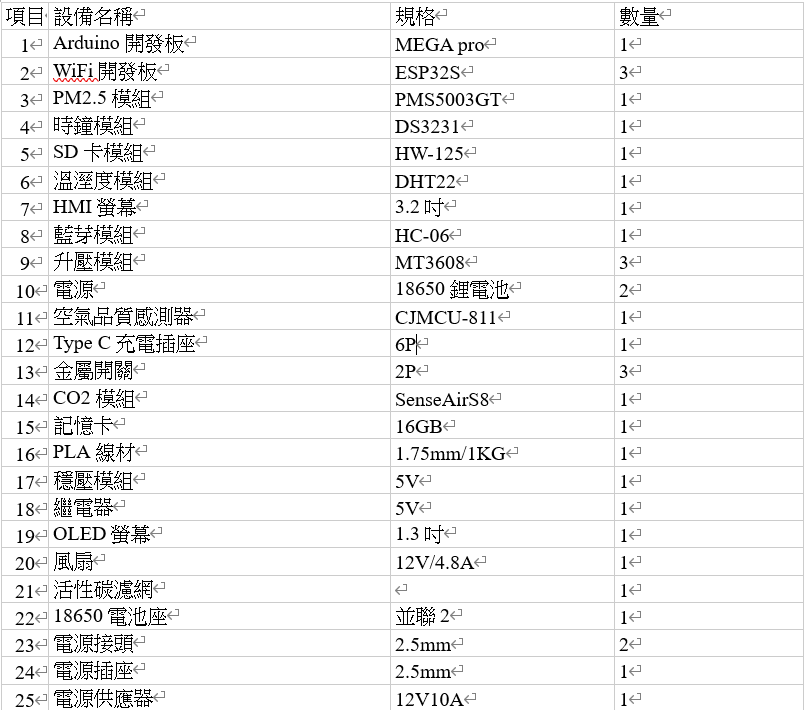 項目 設備名稱 規格 數量
1 Arduino 開發板 MEGA pro 1
2 WiFi 開發板 ESP32S 3
3 PM2.5 模組 PMS5003GT 1
4 時鐘模組 DS3231 1
5 SD 卡模組 HW-125 1
6 溫溼度模組 DHT22 1
7 HMI 螢幕 3.2 吋 1
8 藍芽模組 HC-06 1
9 升壓模組 MT3608 3
10 電源 18650 鋰電池 2
11 空氣品質感測器 CJMCU-811 1
12 Type C 充電插座 6P 1
13 金屬開關 2P 3
14 CO2 模組 SenseAirS8 1
15 記憶卡 16GB 1
16 PLA 線材 1.75mm/1KG 1
17 穩壓模組 5V 1
18 繼電器 5V 1
19 OLED 螢幕 1.3 吋 1
20 風扇 12V/4.8A 1
21 活性碳濾網 1
22 18650 電池座 並聯 2 1
23 電源接頭 2.5mm 2
24 電源插座 2.5mm 1
25 電源供應器 12V10A 1